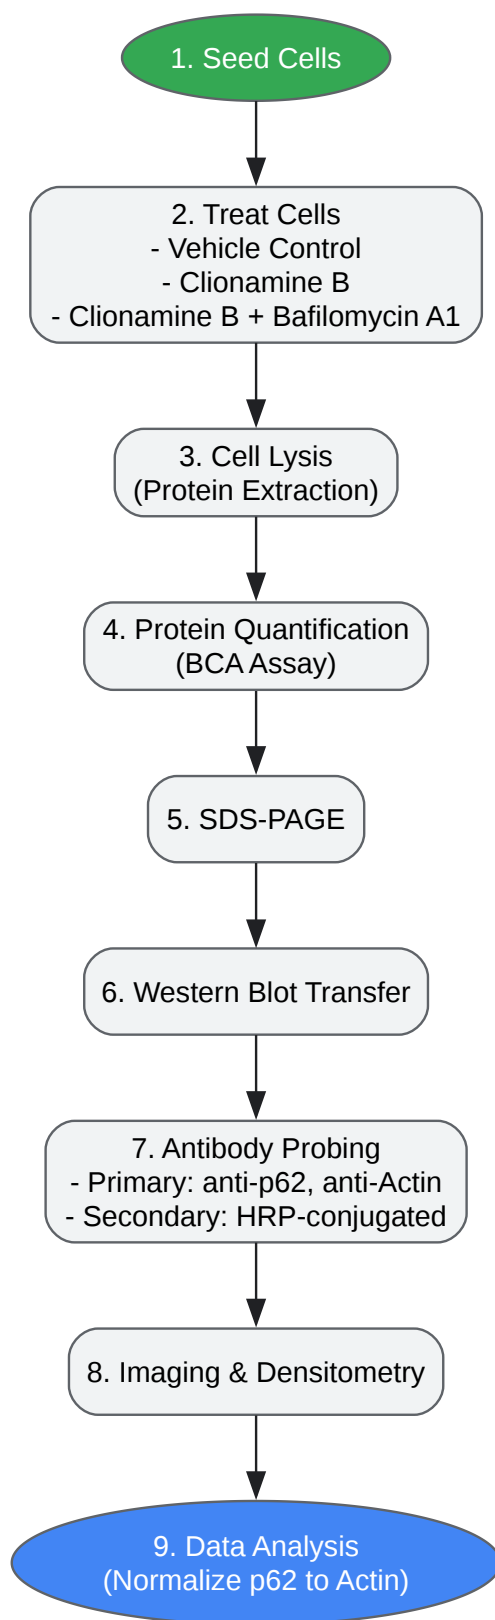 1. Seed Cells
2. Treat Cells
- Vehicle Control
- Clionamine B
- Clionamine B + Bafilomycin A1
3. Cell Lysis
(Protein Extraction)
4. Protein Quantification
(BCA Assay)
5. SDS-PAGE
6. Western Blot Transfer
7. Antibody Probing
- Primary: anti-p62, anti-Actin
- Secondary: HRP-conjugated
8. Imaging & Densitometry
9. Data Analysis
(Normalize p62 to Actin)